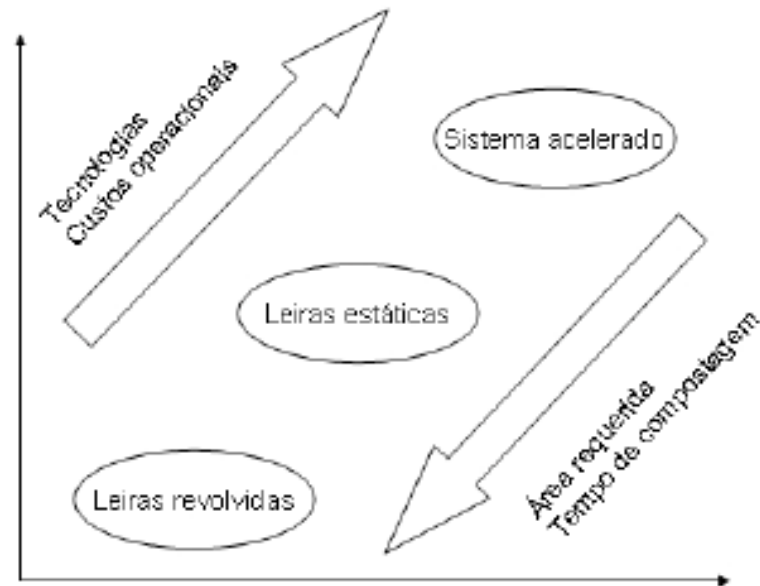 Tecnologias
Custos operacionais
Sistema acelerado
Leiras estáticas
Leiras revolvidas
Área requerida
Tempo de compostagem